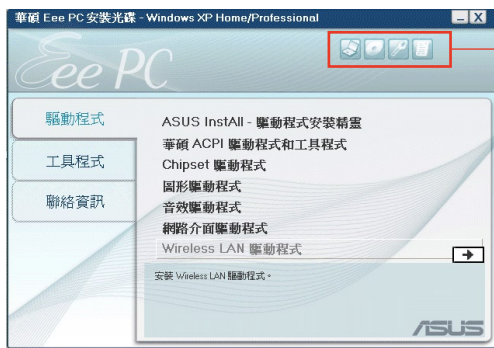 華碩 Eee PC 安裝光碟 - Windows XP Home/Professional
Eee PC
驅動程式
工具程式
聯絡資訊
ASUS InstAll - 驅動程式安裝精靈
華碩 ACPI 驅動程式和工具程式
Chipset 驅動程式
圖形驅動程式
音效驅動程式
網路介面驅動程式
Wireless LAN 驅動程式
安裝 Wireless LAN 驅動程式。
ASUS